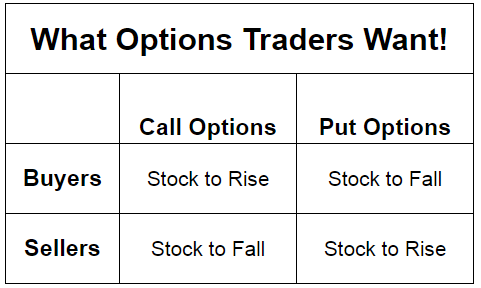 What Options Traders Want!
Call Options Put Options
Buyers Stock to Rise Stock to Fall
Sellers Stock to Fall Stock to Rise